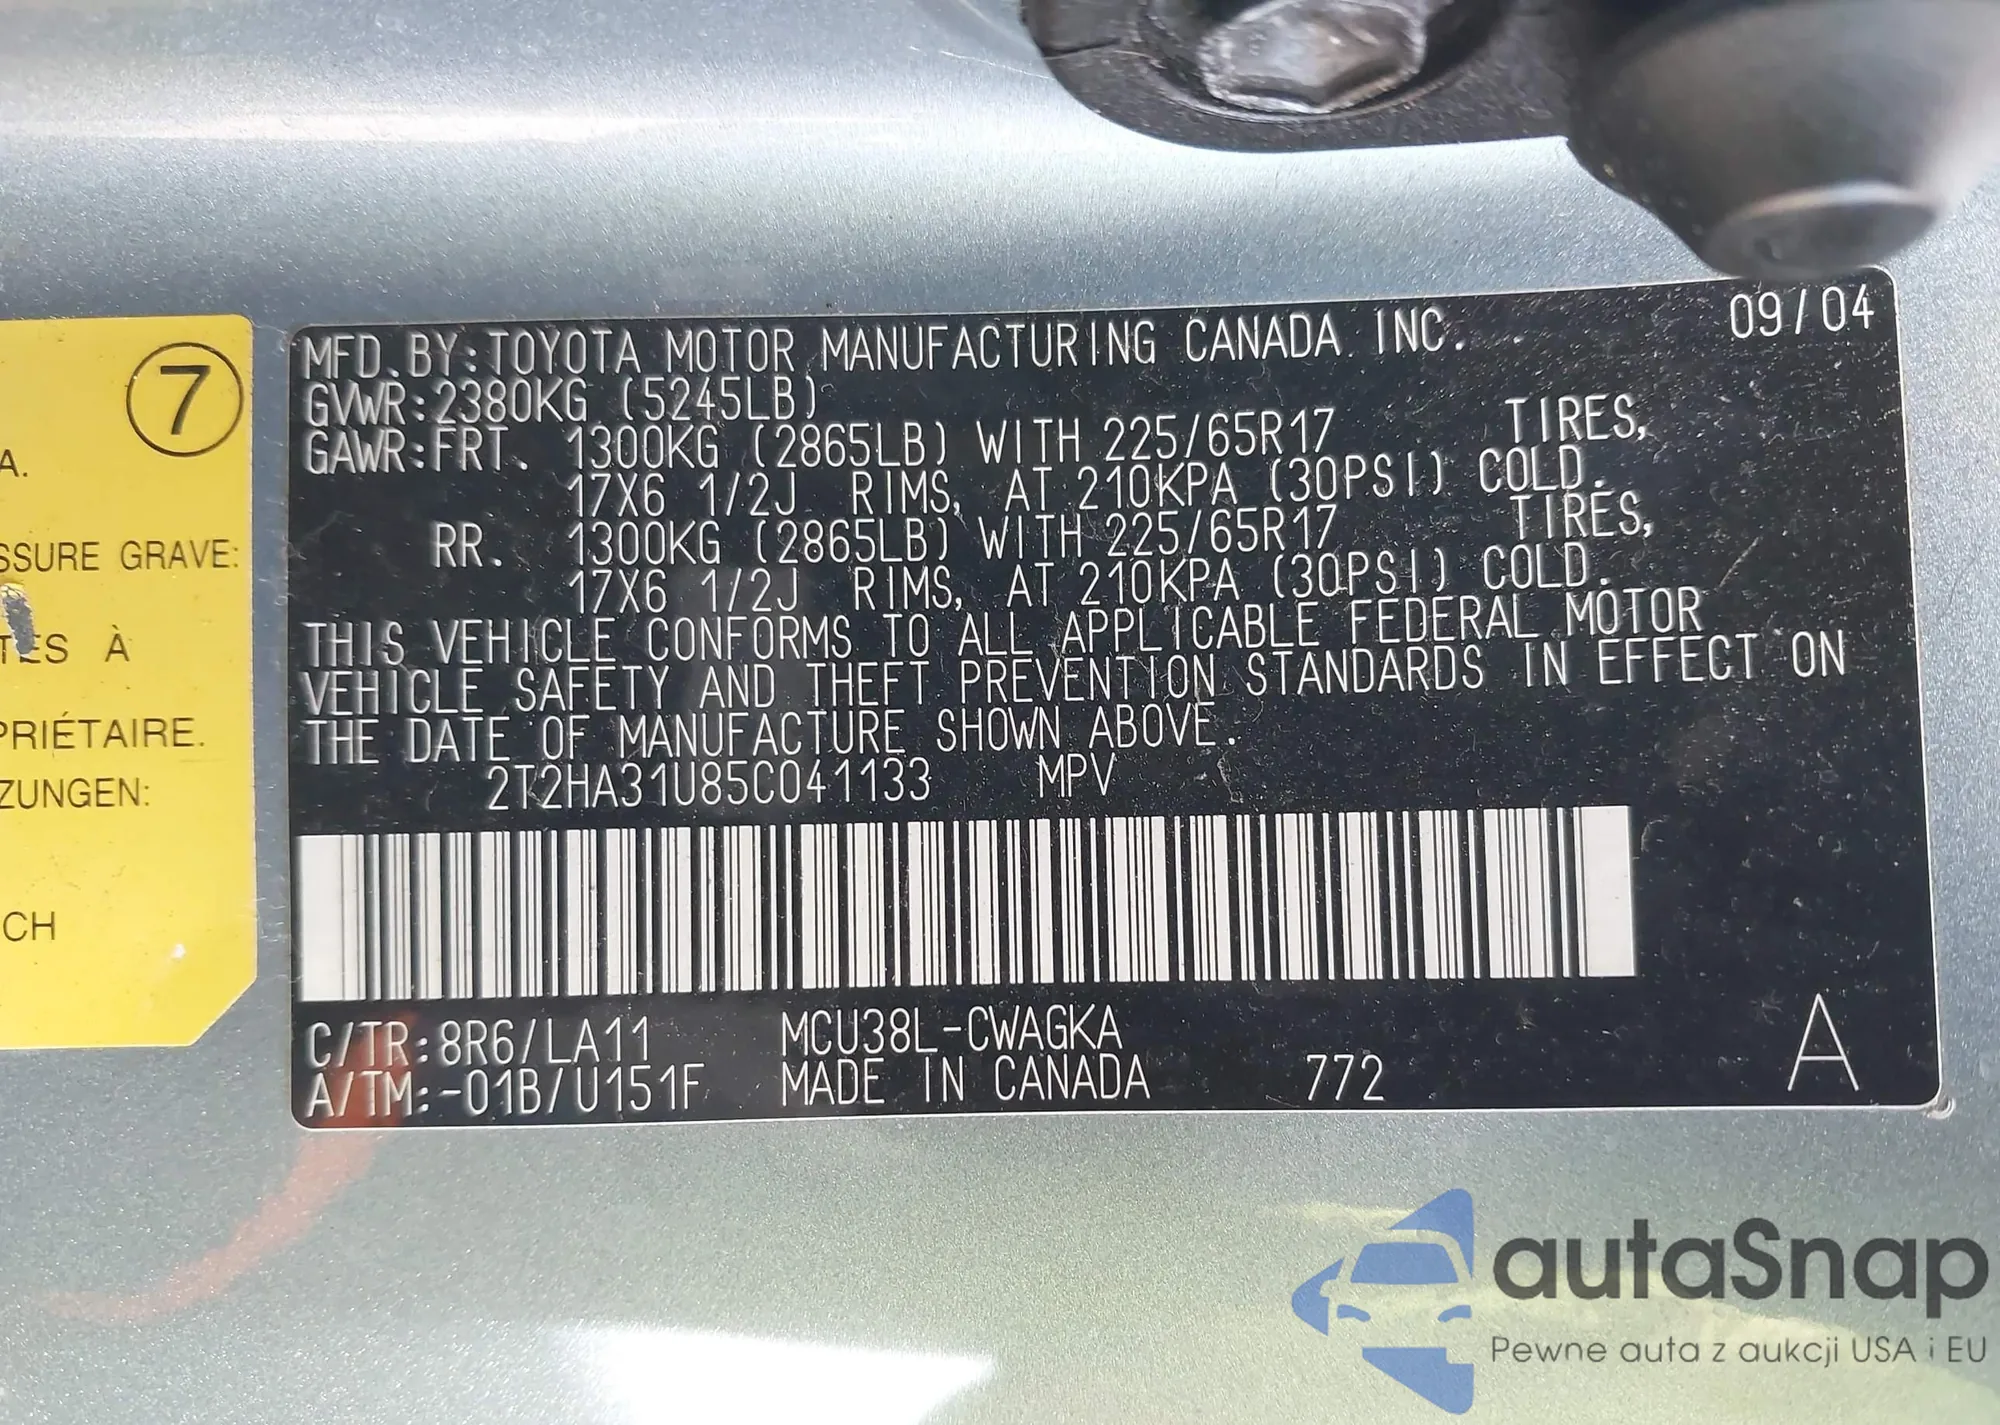 7
A.
SSURE GRAVE:
TES À
PRIÉTAIRE.
ZUNGEN:
CH
09/04
MFD.BY:TOYOTA MOTOR MANUFACTURING CANADA INC.
GVWR:2380KG (5245LB)
GAWR:FRT. 1300KG (2865LB) WITH 225/65R17 TIRES,
17X6 1/2J RIMS, AT 210KPA (30PSI) COLD.
RR. 1300KG (2865LB) WITH 225/65R17 TIRES,
17X6 1/2J RIMS, AT 210KPA (30PSI) COLD.
THIS VEHICLE CONFORMS TO ALL APPLICABLE FEDERAL MOTOR
VEHICLE SAFETY AND THEFT PREVENTION STANDARDS IN EFFECT ON
THE DATE OF MANUFACTURE SHOWN ABOVE.
2T2HA31U85C041133 MPV
C/TR:8R6/LA11 MCU38L-CWAGKA
A/TM:-01B/U151F MADE IN CANADA 772 A
autaSnap
Pewne auta z aukcji USA i EU